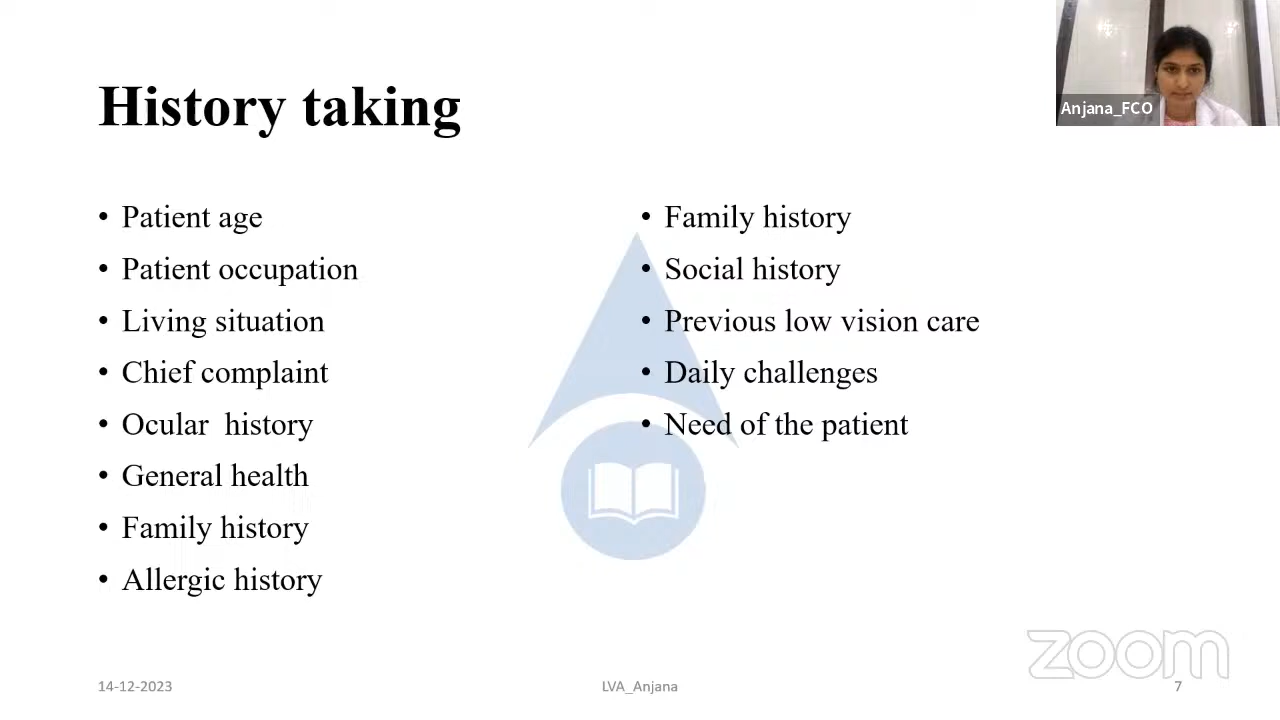 Anjana_FCO
History taking
• Patient age
• Patient occupation
• Living situation
• Chief complaint
• Ocular  history
• General health
• Family history
• Allergic history
• Family history
• Social history
• Previous low vision care
• Daily challenges
• Need of the patient
zoom
14-12-2023
LVA_Anjana
7